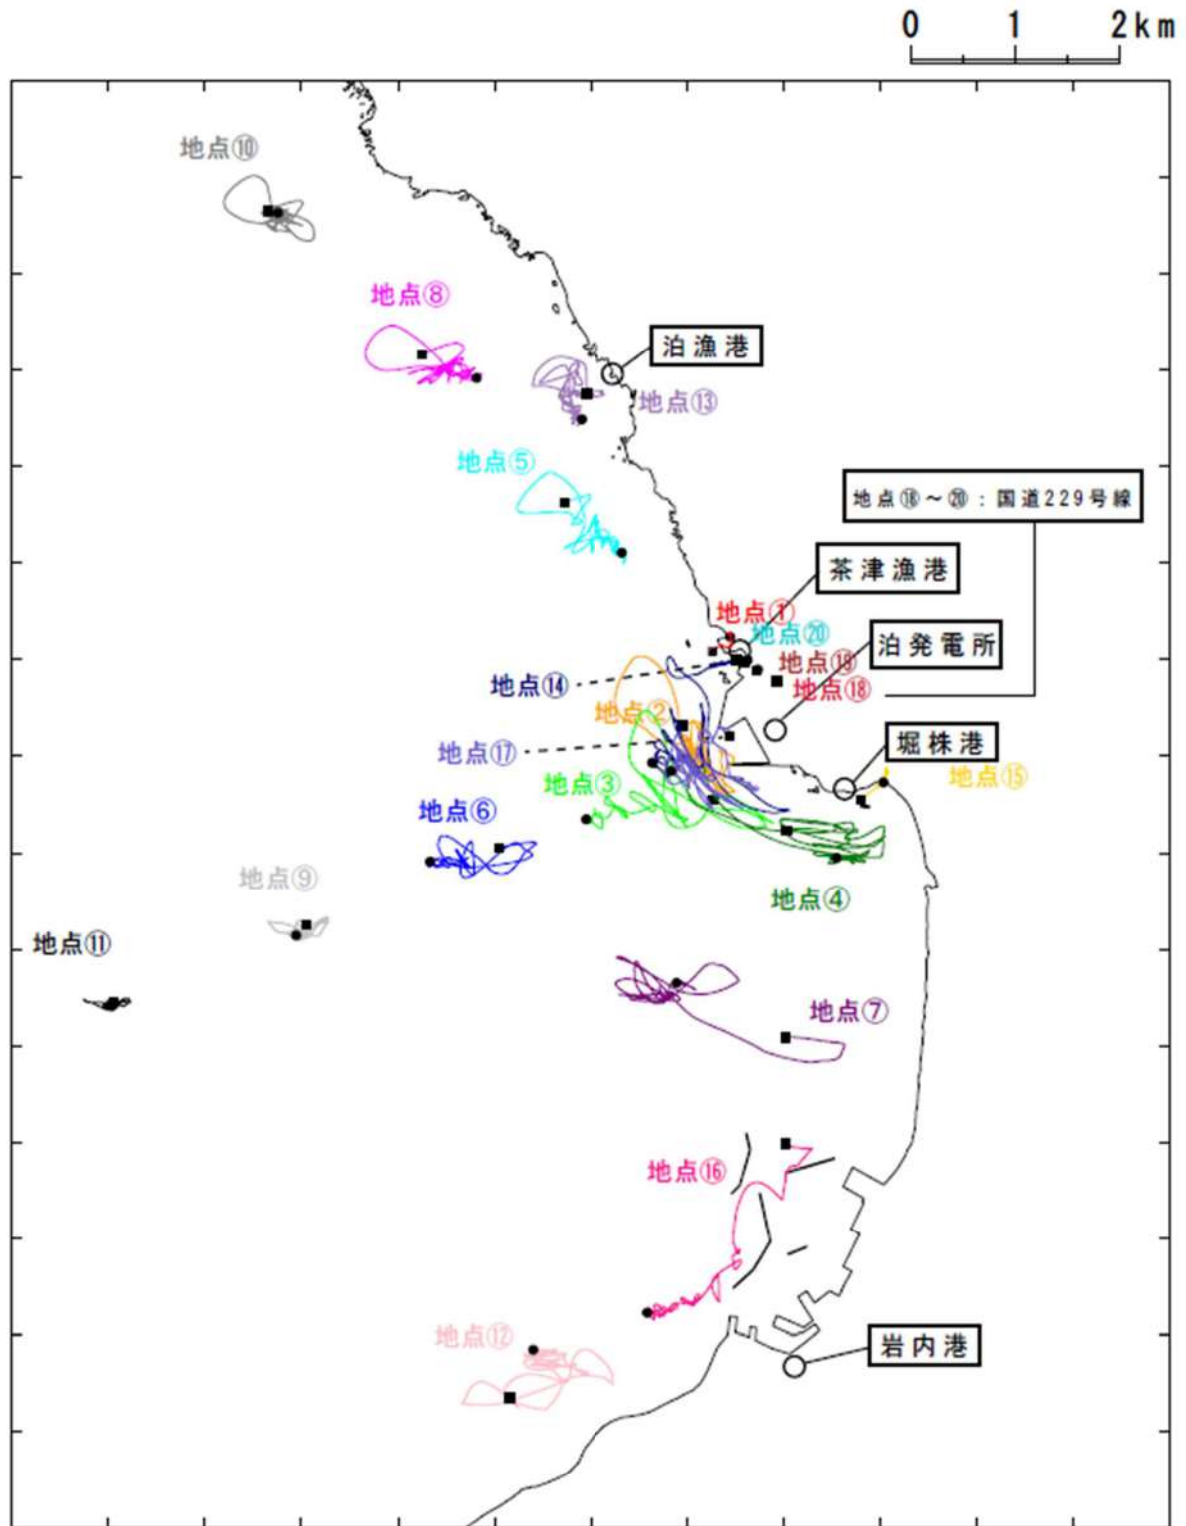 0 1 2km
地点⑩
地点⑧
泊漁港
地点⑬
地点⑤
地点⑱～⑳：国道229号線
茶津漁港
地点①
地点⑳
泊発電所
地点⑲
地点⑭
地点⑱
地点②
地点⑰
堀株港
地点③
地点⑮
地点⑥
地点⑨
地点④
地点⑪
地点⑦
地点⑯
地点⑫
岩内港